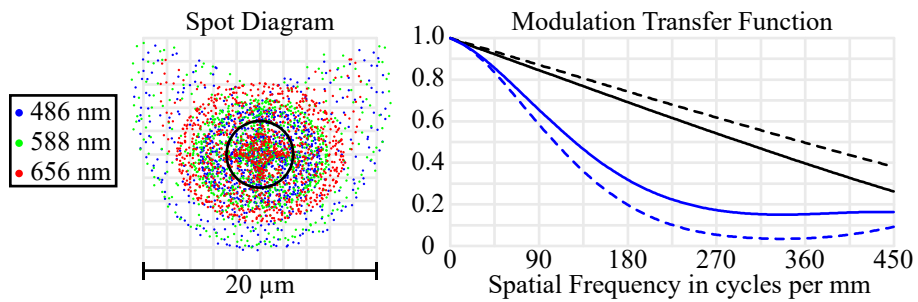 Spot Diagram
486 nm
588 nm
656 nm
20 µm
Modulation Transfer Function
1.0
0.8
0.6
0.4
0.2
0
0
90
180
270
360
450
Spatial Frequency in cycles per mm